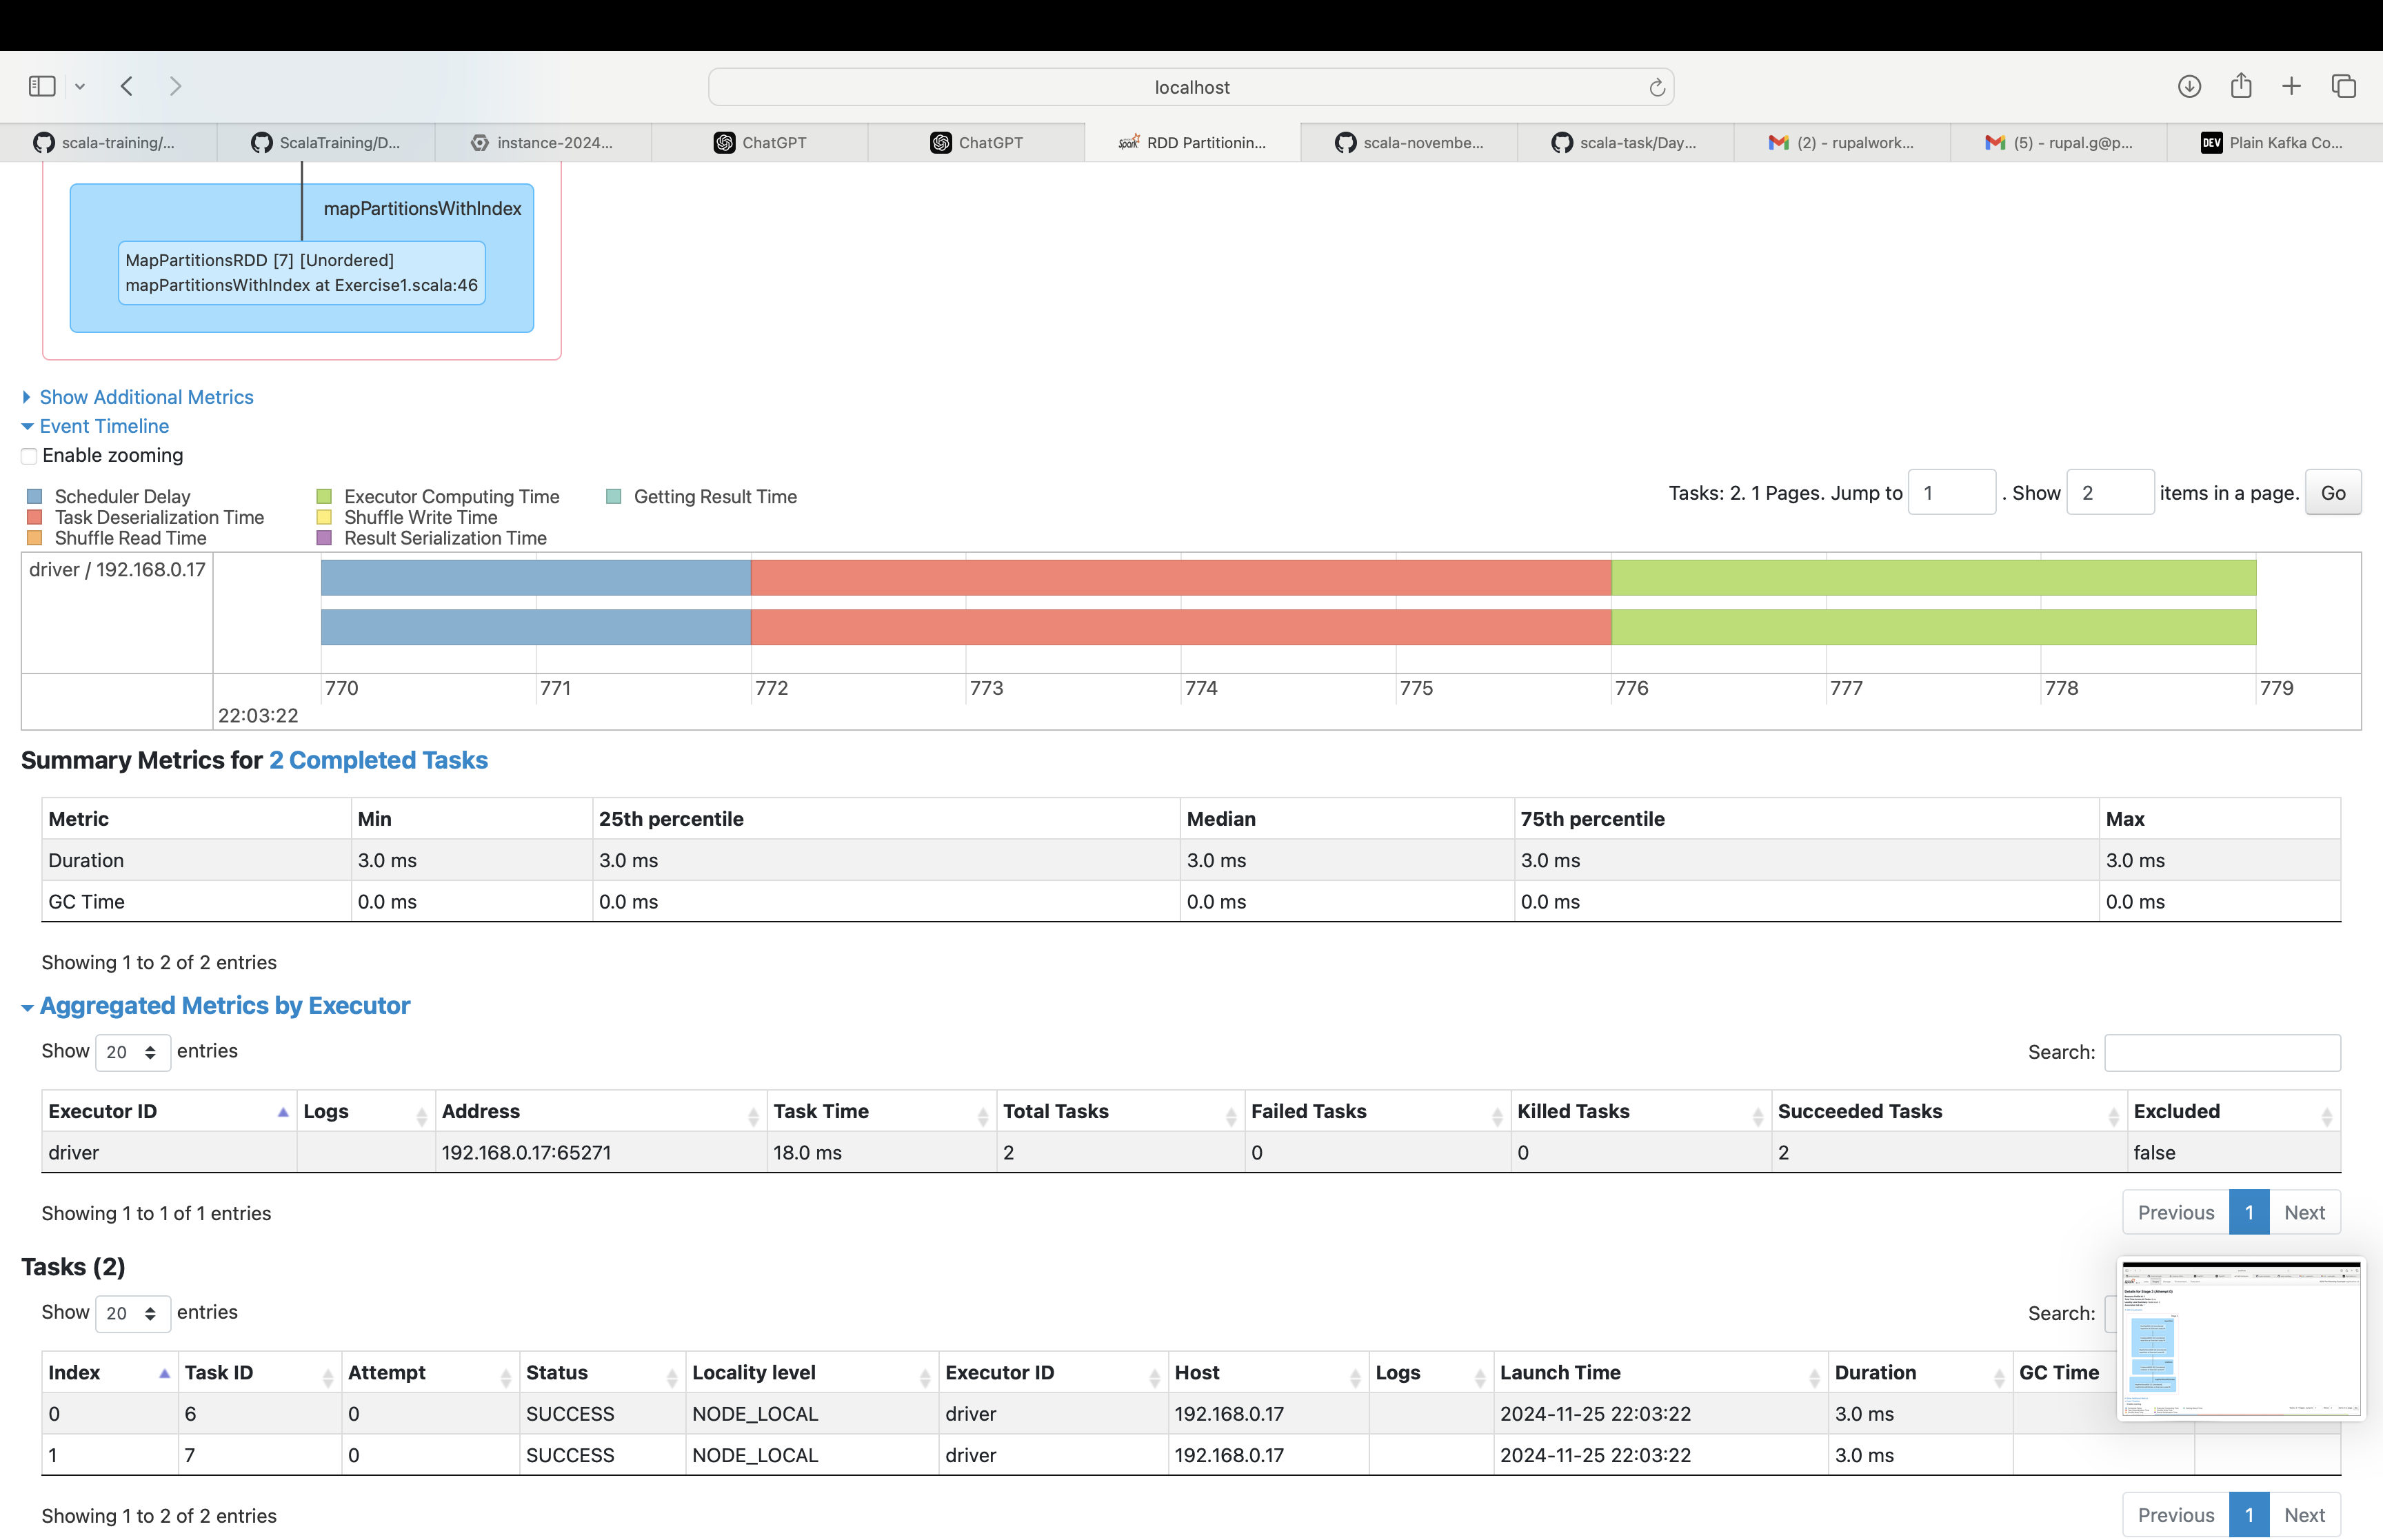 localhost
scala-training/...
ScalaTraining/D...
instance-2024...
ChatGPT
ChatGPT
RDD Partitionin...
scala-novembe...
scala-task/Day...
(2) - rupalwork...
(5) - rupal.g@p...
DEV Plain Kafka Co...
mapPartitionsWithIndex
MapPartitionsRDD [7] [Unordered]
mapPartitionsWithIndex at Exercise1.scala:46
Show Additional Metrics
Event Timeline
Enable zooming
Scheduler Delay
Task Deserialization Time
Shuffle Read Time
Executor Computing Time
Shuffle Write Time
Result Serialization Time
Getting Result Time
Tasks: 2. 1 Pages. Jump to 1 . Show 2 items in a page. Go
driver / 192.168.0.17
770 771 772 773 774 775 776 777 778 779
22:03:22
Summary Metrics for 2 Completed Tasks
Metric Min 25th percentile Median 75th percentile Max
Duration 3.0 ms 3.0 ms 3.0 ms 3.0 ms 3.0 ms
GC Time 0.0 ms 0.0 ms 0.0 ms 0.0 ms 0.0 ms
Showing 1 to 2 of 2 entries
Aggregated Metrics by Executor
Show 20 entries
Search:
Executor ID Logs Address Task Time Total Tasks Failed Tasks Killed Tasks Succeeded Tasks Excluded
driver 192.168.0.17:65271 18.0 ms 2 0 0 2 false
Showing 1 to 1 of 1 entries
Previous 1 Next
Tasks (2)
Show 20 entries
Search:
Index Task ID Attempt Status Locality level Executor ID Host Logs Launch Time Duration GC Time
0 6 0 SUCCESS NODE_LOCAL driver 192.168.0.17 2024-11-25 22:03:22 3.0 ms
1 7 0 SUCCESS NODE_LOCAL driver 192.168.0.17 2024-11-25 22:03:22 3.0 ms
Showing 1 to 2 of 2 entries
Previous 1 Next